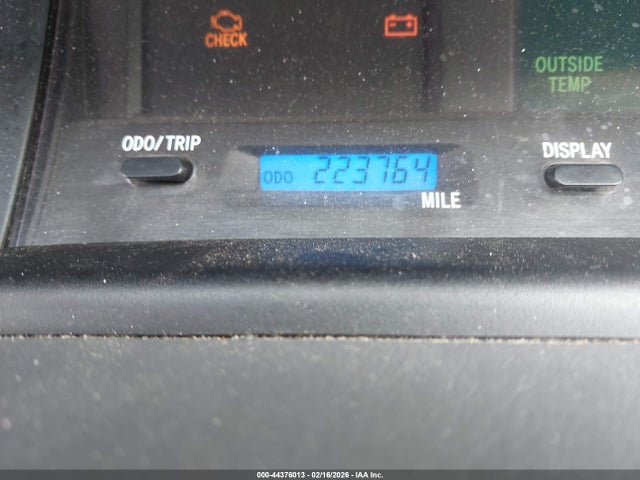 CHECK
OUTSIDE
TEMP
ODO/TRIP
DISPLAY
ODO 223764
MILE
000-44376013 - 02/16/2026 - IAA Inc.